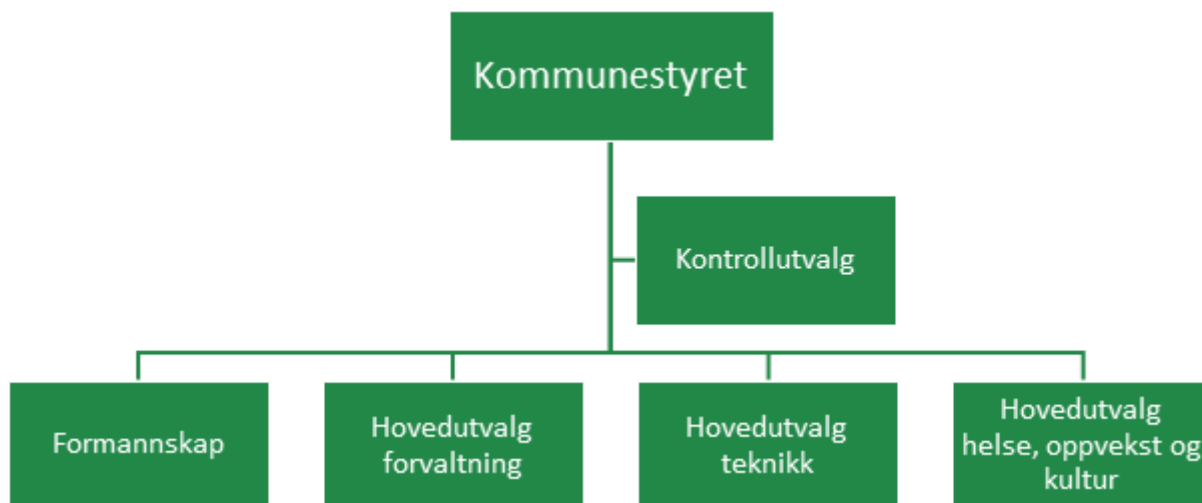 Kommunestyret
Kontrollutvalg
Formannskap
Hovedutvalg
forvaltning
Hovedutvalg
teknikk
Hovedutvalg
helse, oppvekst og
kultur